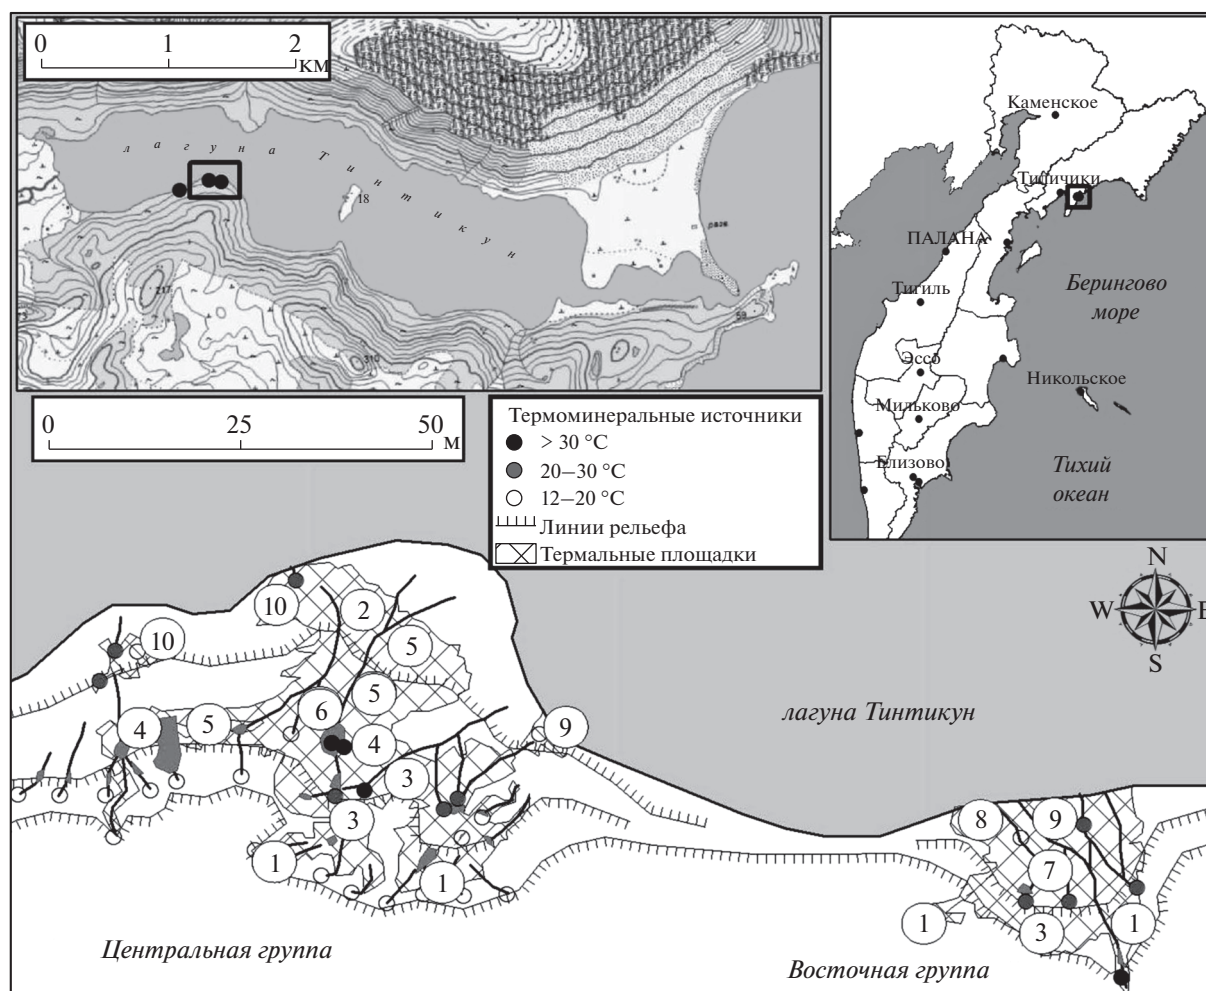 0 1 2
КМ
лагуна Тинтикун
18
217
310
59
Каменское
Тиличики
ПАЛАНА
Тигиль
Эссо
Мильково
Елизово
Никольское
Берингово
море
Тихий
океан
0 25 50
М
Термоминеральные источники
> 30 °C
20–30 °C
12–20 °C
Линии рельефа
Термальные площадки
N
W E
S
10
2
10
5
5
4
5
6
4
9
3
3
1
1
лагуна Тинтикун
8
9
7
1
3
1
Центральная группа
Восточная группа